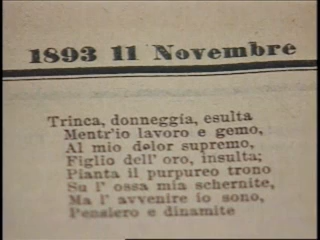 1893 11 Novembre
Trinca, donneggia, esulta
Mentr'io lavoro e gemo,
Al mio dolor supremo,
Figlio dell' oro, insulta;
Pianta il purpureo trono
Su l' ossa mia schernite,
Ma l' avvenire io sono,
Pensiero e dinamite